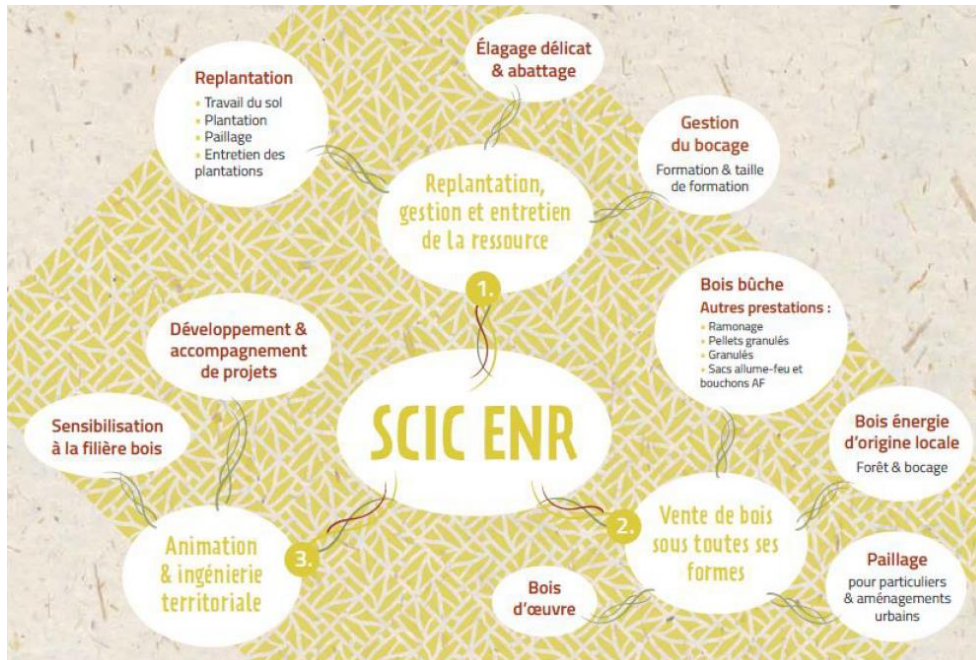 Élagage délicat
& abattage
Replantation
• Travail du sol
• Plantation
• Paillage
• Entretien des
plantations
Gestion
du bocage
Formation & taille
de formation
Replantation,
gestion et entretien
de la ressource
1.
Bois bûche
Autres prestations :
• Ramonage
• Pellets granulés
• Granulés
• Sacs allume-feu et
bouchons AF
Développement &
accompagnement
de projets
SCIC ENR
Sensibilisation
à la filière bois
Bois énergie
d'origine locale
Forêt & bocage
2.
Vente de bois
sous toutes ses
formes
3.
Animation
& ingénierie
territoriale
Paillage
pour particuliers
& aménagements
urbains
Bois
d'œuvre